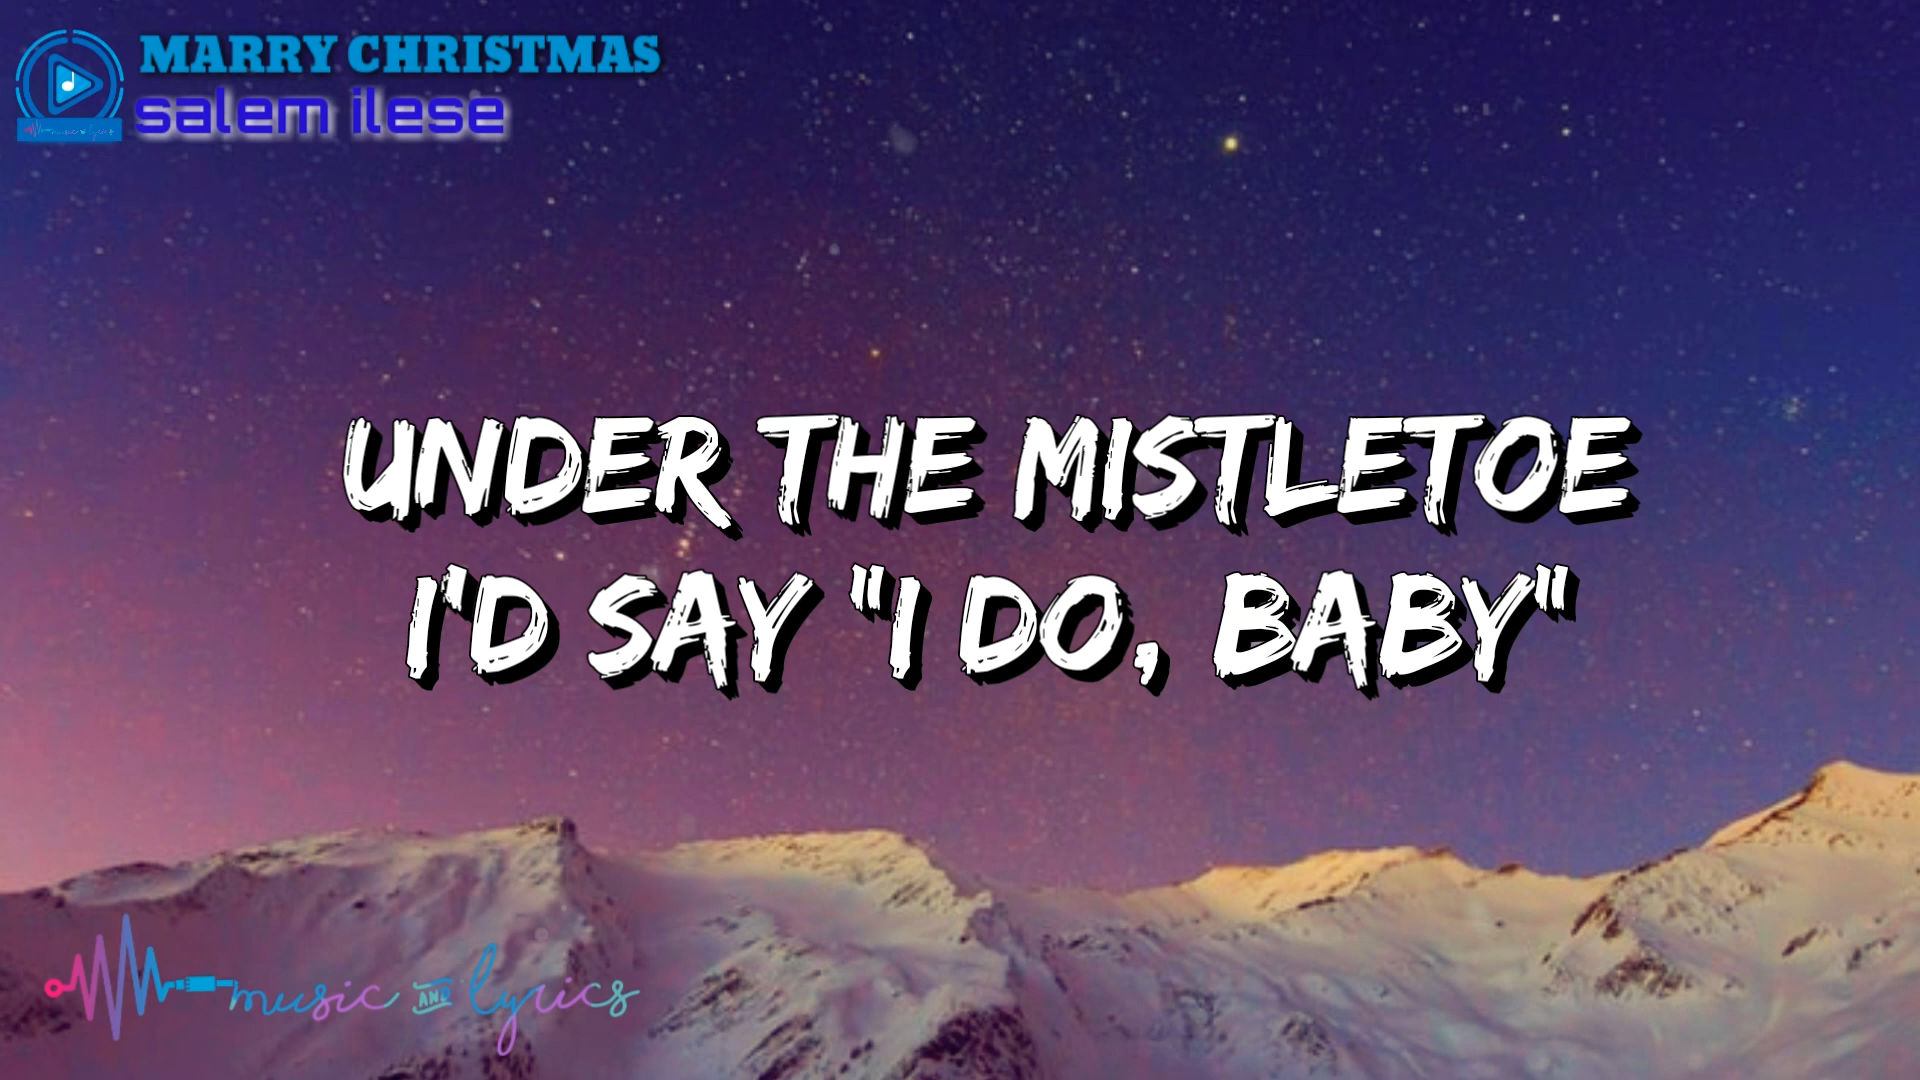 MARRY CHRISTMAS
salem ilese
UNDER THE MISTLETOE
I'D SAY "I DO, BABY"
music AND lyrics